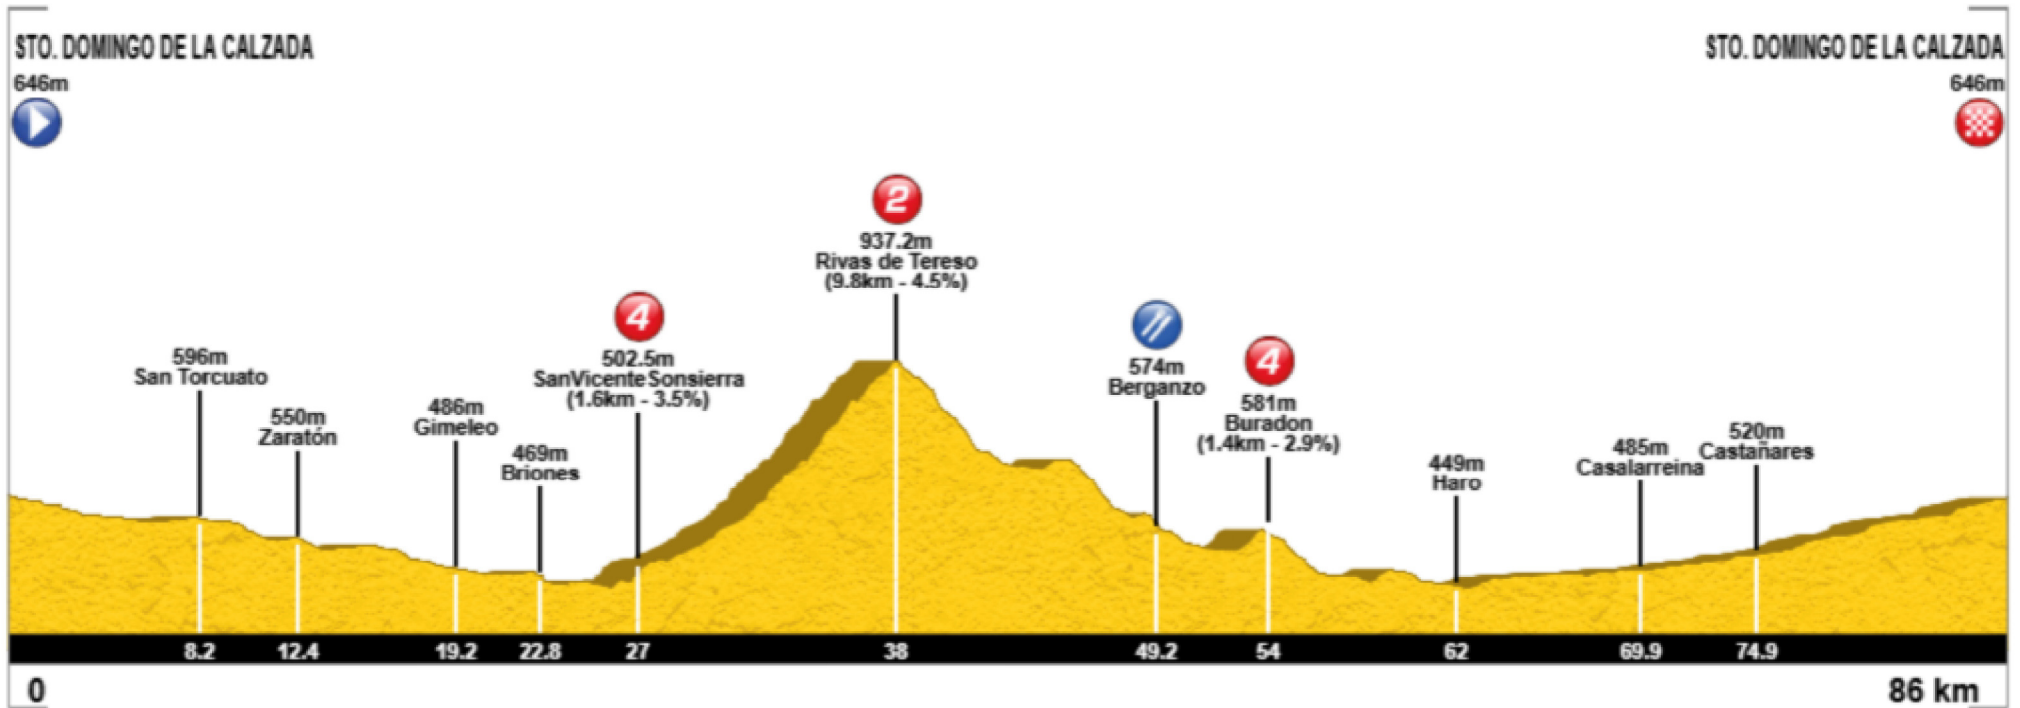 STO. DOMINGO DE LA CALZADA
646m
STO. DOMINGO DE LA CALZADA
646m
596m
San Torcuato
550m
Zaratón
486m
Gimeleo
469m
Briones
4
502.5m
SanVicenteSonsierra
(1.6km - 3.5%)
2
937.2m
Rivas de Tereso
(9.8km - 4.5%)
574m
Berganzo
4
581m
Buradon
(1.4km - 2.9%)
449m
Haro
485m
Casalarreina
520m
Castañares
8.2 12.4 19.2 22.8 27 38 49.2 54 62 69.9 74.9
0
86 km